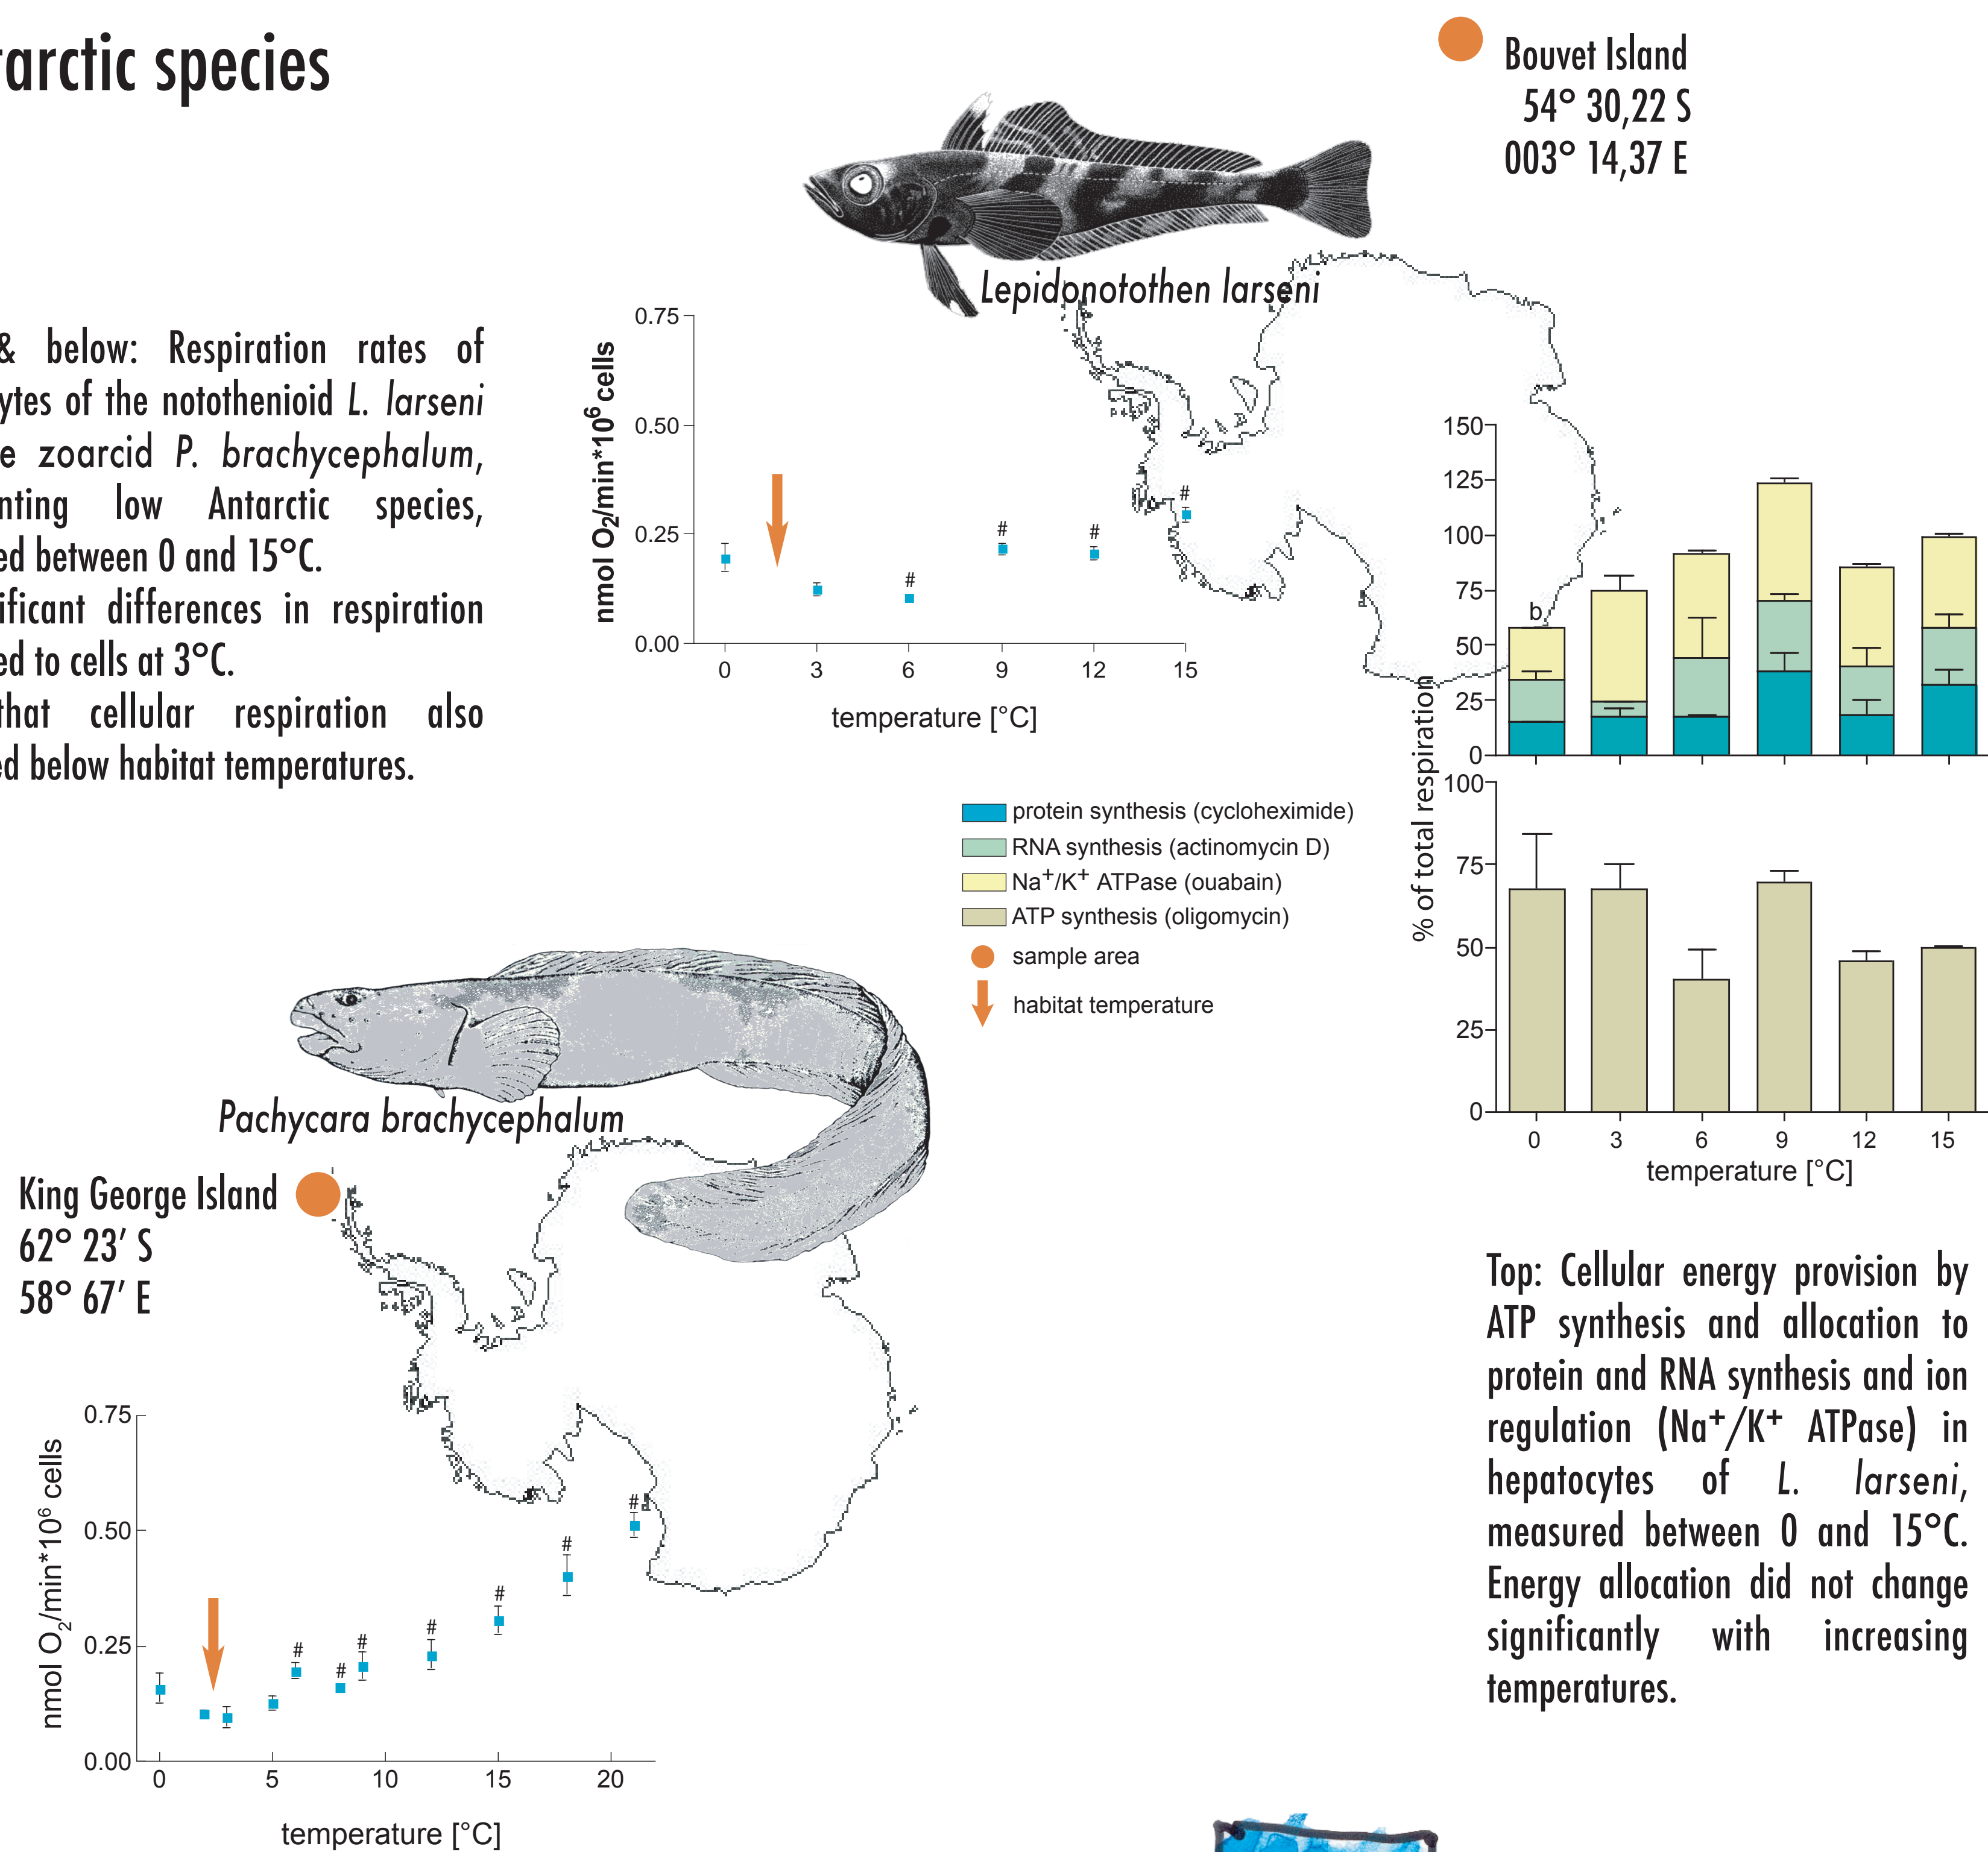 tarctic species
Bouvet Island
54° 30,22 S
003° 14,37 E
Lepidonotothen larseni
& below: Respiration rates of
ytes of the notothenioid L. larseni
e zoarcid P. brachycephalum,
nting low Antarctic species,
ed between 0 and 15°C.
ificant differences in respiration
ed to cells at 3°C.
that cellular respiration also
ed below habitat temperatures.
nmol O₂/min*10⁶ cells
0.75
0.50
0.25
0.00
# # # #
0 3 6 9 12 15
temperature [°C]
% of total respiration
150
125
100
75
50
25
0
b
100
75
50
25
0
0 3 6 9 12 15
temperature [°C]
protein synthesis (cycloheximide)
RNA synthesis (actinomycin D)
Na⁺/K⁺ ATPase (ouabain)
ATP synthesis (oligomycin)
sample area
habitat temperature
Pachycara brachycephalum
King George Island
62° 23’ S
58° 67’ E
nmol O₂/min*10⁶ cells
0.75
0.50
0.25
0.00
# # # # # # #
0 5 10 15 20
temperature [°C]
Top: Cellular energy provision by
ATP synthesis and allocation to
protein and RNA synthesis and ion
regulation (Na⁺/K⁺ ATPase) in
hepatocytes of L. larseni,
measured between 0 and 15°C.
Energy allocation did not change
significantly with increasing
temperatures.